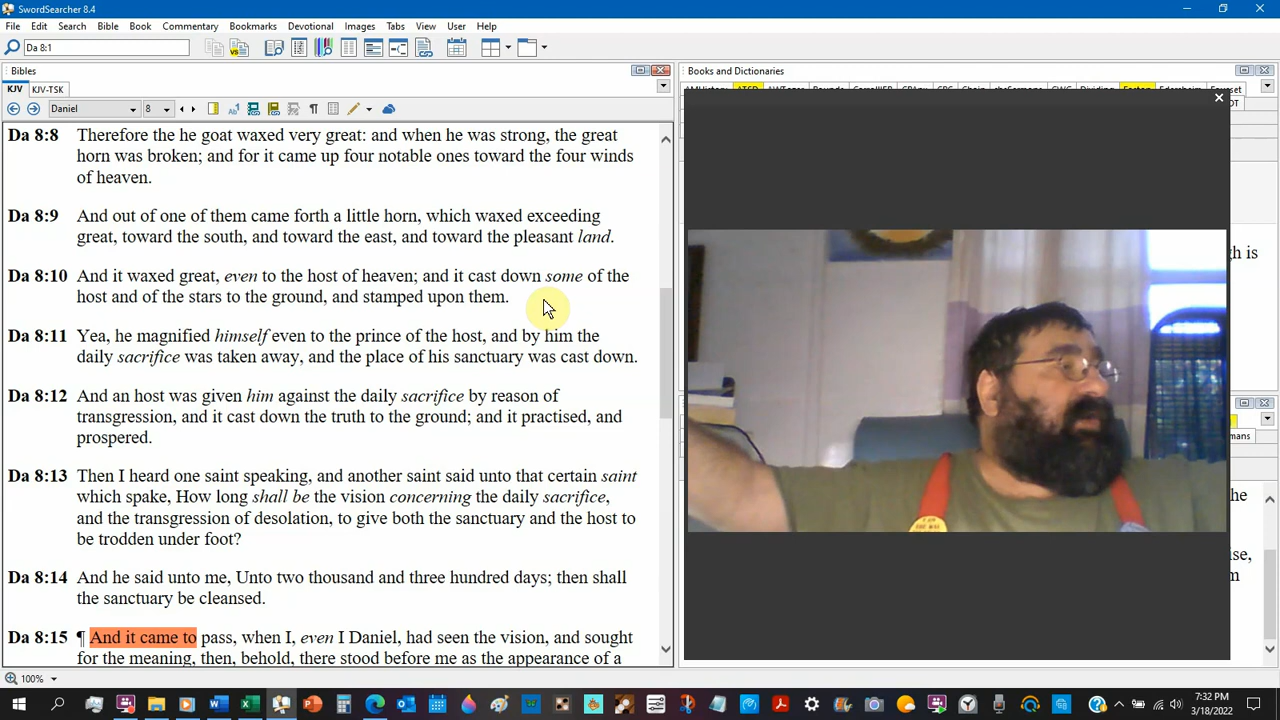 SwordSearcher 8.4
File Edit Search Bible Book Commentary Bookmarks Devotional Images Tabs View User Help
Da 8:1
Bibles
Books and Dictionaries
KJV KJV-TSK
Daniel 8
Da 8:8 Therefore the he goat waxed very great: and when he was strong, the great
horn was broken; and for it came up four notable ones toward the four winds
of heaven.
Da 8:9 And out of one of them came forth a little horn, which waxed exceeding
great, toward the south, and toward the east, and toward the pleasant land.
Da 8:10 And it waxed great, even to the host of heaven; and it cast down some of the
host and of the stars to the ground, and stamped upon them.
Da 8:11 Yea, he magnified himself even to the prince of the host, and by him the
daily sacrifice was taken away, and the place of his sanctuary was cast down.
Da 8:12 And an host was given him against the daily sacrifice by reason of
transgression, and it cast down the truth to the ground; and it practised, and
prospered.
Da 8:13 Then I heard one saint speaking, and another saint said unto that certain saint
which spake, How long shall be the vision concerning the daily sacrifice,
and the transgression of desolation, to give both the sanctuary and the host to
be trodden under foot?
Da 8:14 And he said unto me, Unto two thousand and three hundred days; then shall
the sanctuary be cleansed.
Da 8:15 ¶ And it came to pass, when I, even I Daniel, had seen the vision, and sought
for the meaning, then, behold, there stood before me as the appearance of a
100%
7:32 PM
3/18/2022